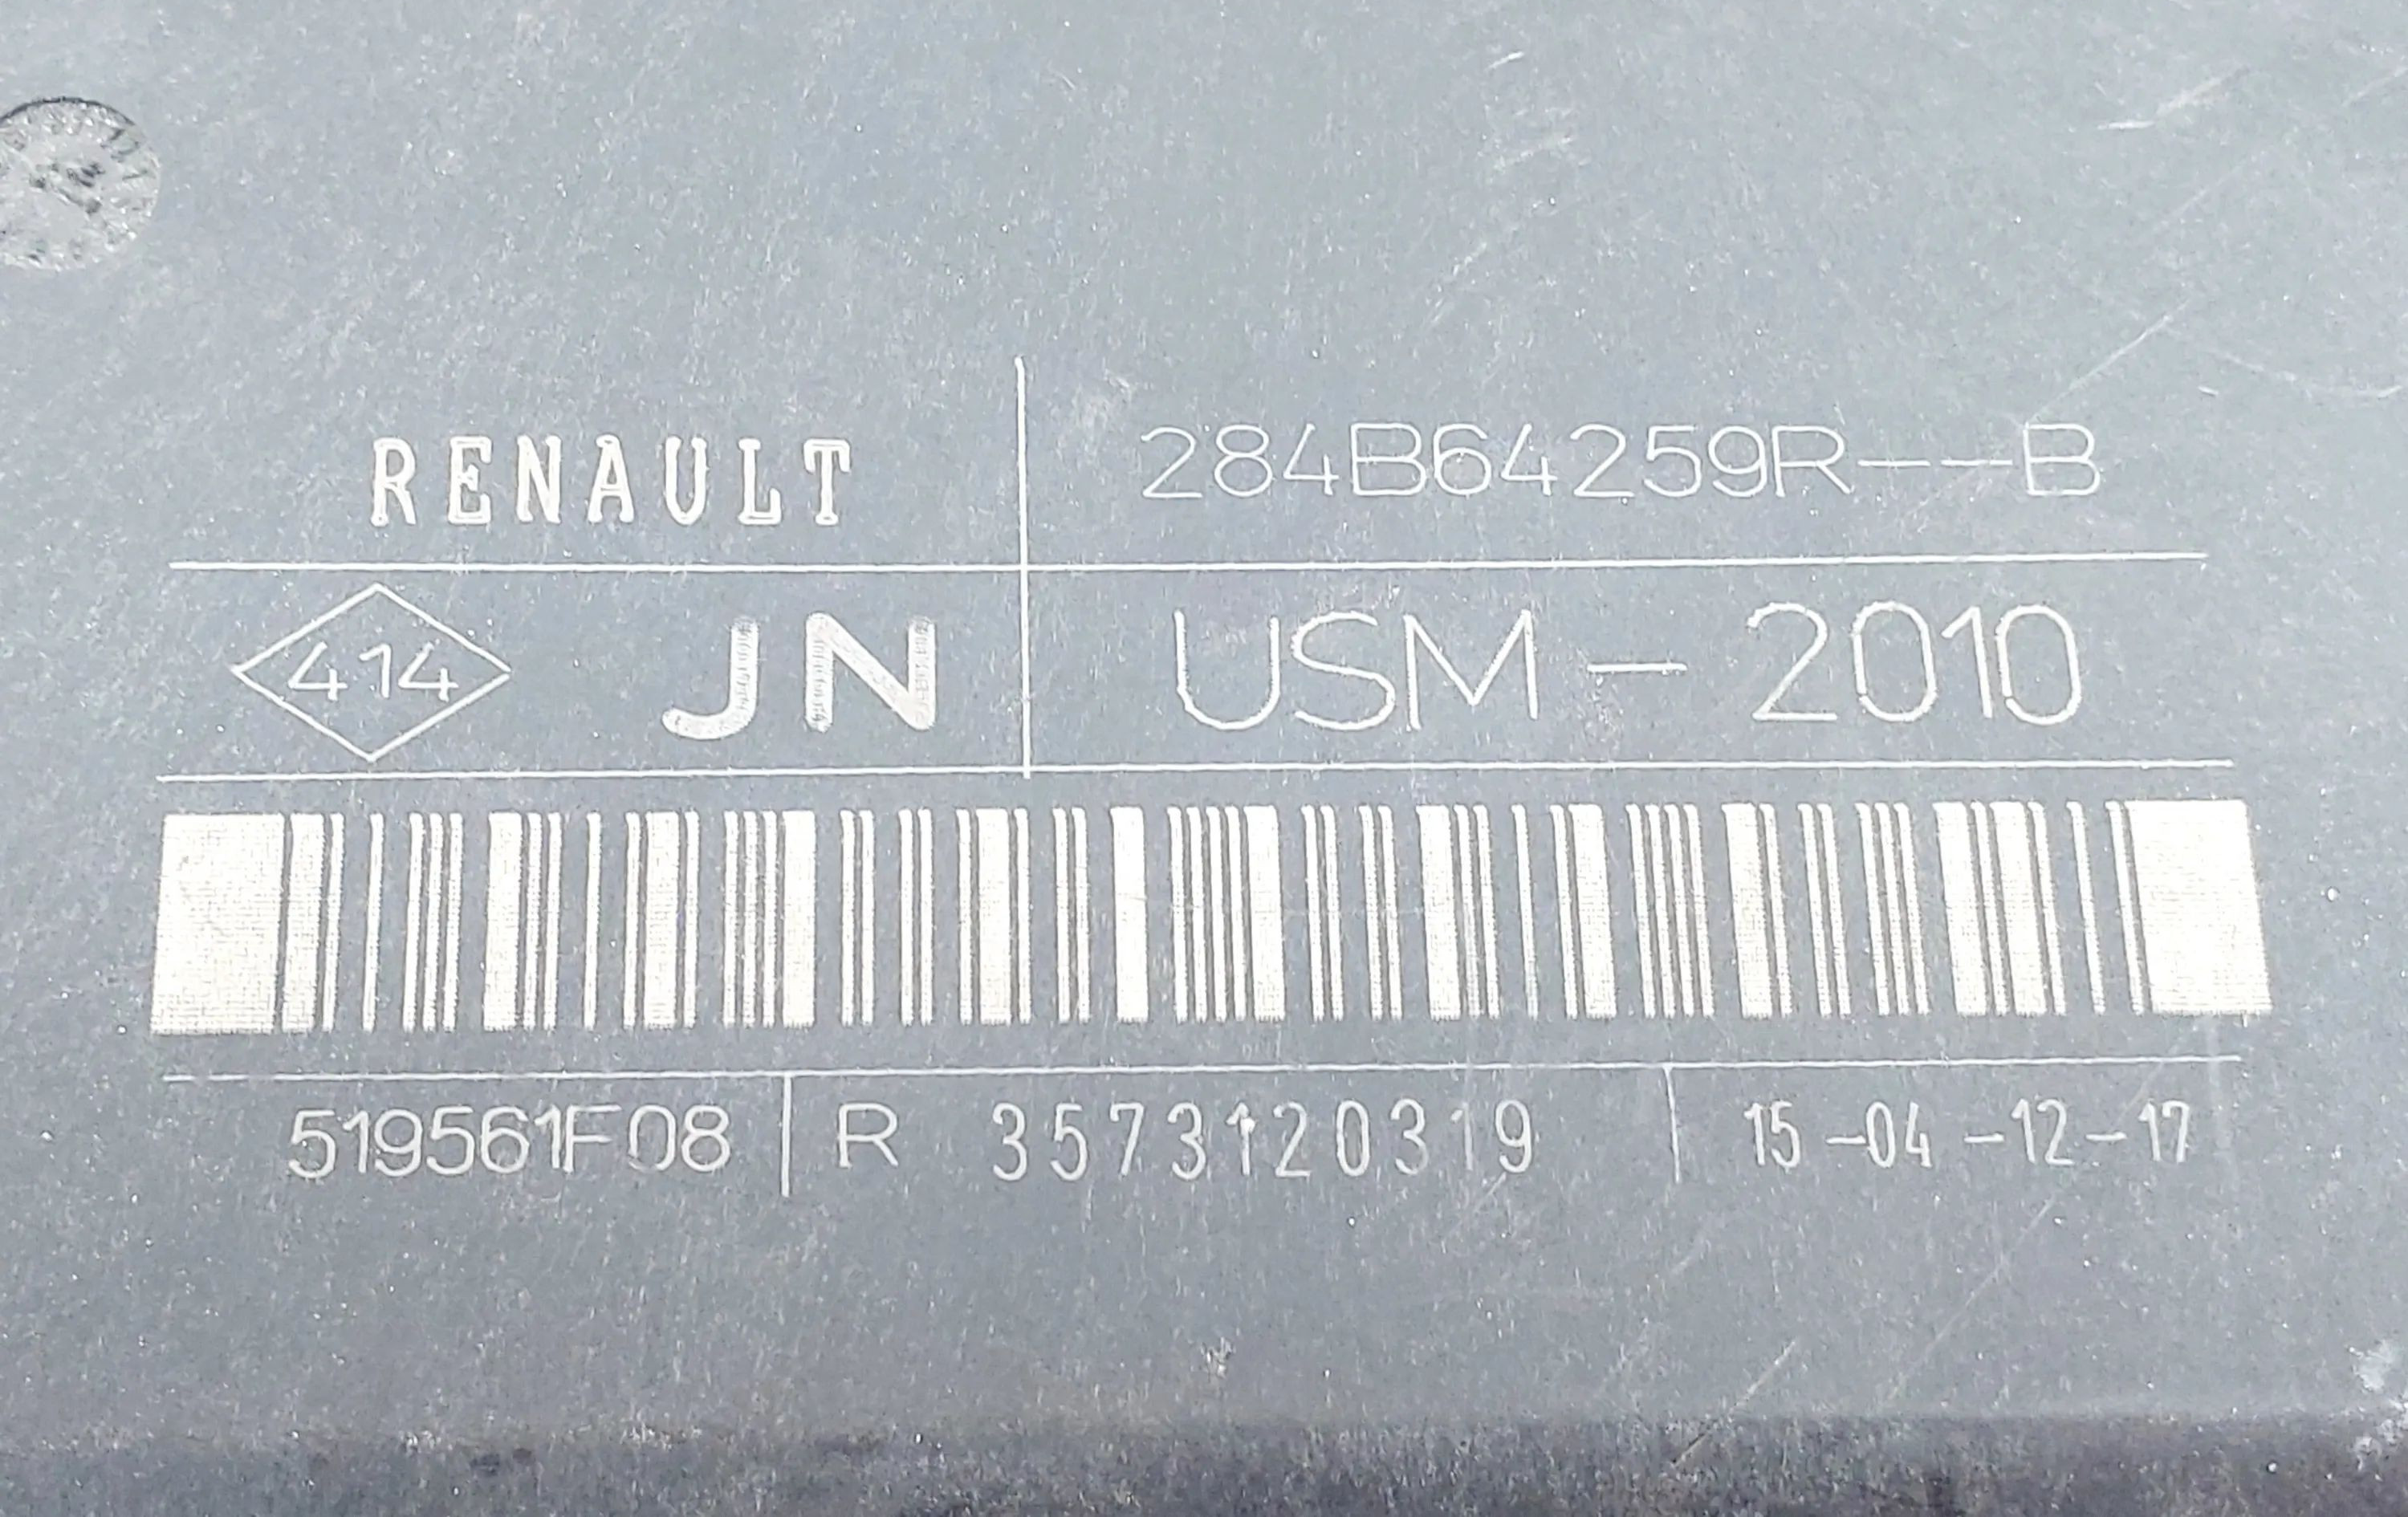 RENAULT 284B64259R--B
414 JN USM - 2010
519561F08 R 3573120319 15-04-12-17